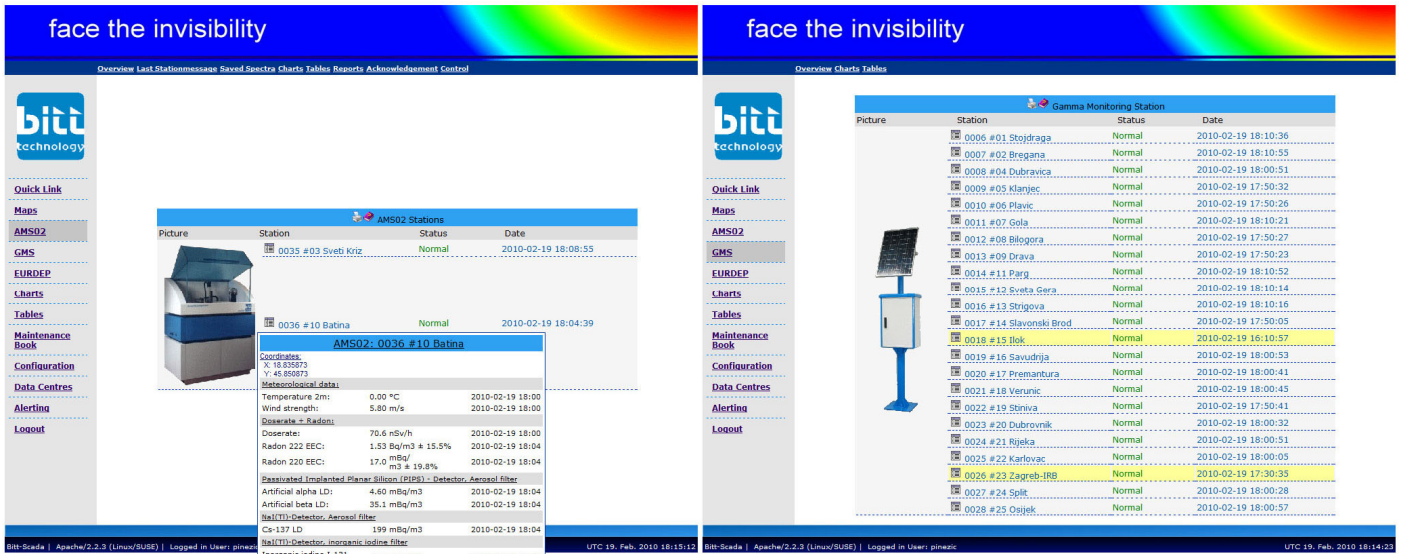 face the invisibility
Overview Last Stationmessage Saved Spectra Charts Tables Reports Acknowledgement Control
bitt
technology
Quick Link
Maps
AMS02
GMS
EURDEP
Charts
Tables
Maintenance
Book
Configuration
Data Centres
Alerting
Logout
AMS02 Stations
Picture Station Status Date
0035 #03 Sveti Kriz Normal 2010-02-19 18:08:55
0036 #10 Batina Normal 2010-02-19 18:04:39
AMS02: 0036 #10 Batina
Coordinates:
X: 18.835873
Y: 45.850873
Meteorological data:
Temperature 2m: 0.00 °C 2010-02-19 18:00
Wind strength: 5.80 m/s 2010-02-19 18:00
Doserate + Radon:
Doserate: 70.6 nSv/h 2010-02-19 18:00
Radon 222 EEC: 1.53 Bq/m3 ± 15.5% 2010-02-19 18:04
Radon 220 EEC: 17.0 mBq/m3 ± 19.8% 2010-02-19 18:04
Passivated Implanted Planar Silicon (PIPS) - Detector, Aerosol filter
Artificial alpha LD: 4.60 mBq/m3 2010-02-19 18:04
Artificial beta LD: 35.1 mBq/m3 2010-02-19 18:04
NaI(Tl)-Detector, Aerosol filter
Cs-137 LD 199 mBq/m3 2010-02-19 18:04
NaI(Tl)-Detector, inorganic iodine filter
Bitt-Scada | Apache/2.2.3 (Linux/SUSE) | Logged in User: pinezic UTC 19. Feb. 2010 18:15:12
face the invisibility
Overview Charts Tables
bitt
technology
Quick Link
Maps
AMS02
GMS
EURDEP
Charts
Tables
Maintenance
Book
Configuration
Data Centres
Alerting
Logout
Gamma Monitoring Station
Picture Station Status Date
0006 #01 Stojdraga Normal 2010-02-19 18:10:36
0007 #02 Bregana Normal 2010-02-19 18:10:55
0008 #04 Dubravica Normal 2010-02-19 18:00:51
0009 #05 Klanjec Normal 2010-02-19 17:50:32
0010 #06 Plavic Normal 2010-02-19 17:50:26
0011 #07 Gola Normal 2010-02-19 18:10:21
0012 #08 Bilogora Normal 2010-02-19 17:50:27
0013 #09 Drava Normal 2010-02-19 17:50:23
0014 #11 Parg Normal 2010-02-19 18:10:52
0015 #12 Sveta Gera Normal 2010-02-19 18:10:14
0016 #13 Strigova Normal 2010-02-19 18:10:16
0017 #14 Slavonski Brod Normal 2010-02-19 17:50:05
0018 #15 Ilok Normal 2010-02-19 16:10:57
0019 #16 Savudrija Normal 2010-02-19 18:00:53
0020 #17 Premantura Normal 2010-02-19 18:00:41
0021 #18 Verunic Normal 2010-02-19 18:00:45
0022 #19 Stiniva Normal 2010-02-19 17:50:41
0023 #20 Dubrovnik Normal 2010-02-19 18:00:32
0024 #21 Rijeka Normal 2010-02-19 18:00:51
0025 #22 Karlovac Normal 2010-02-19 18:00:05
0026 #23 Zagreb-IRB Normal 2010-02-19 17:30:35
0027 #24 Split Normal 2010-02-19 18:00:28
0028 #25 Osijek Normal 2010-02-19 18:00:57
Bitt-Scada | Apache/2.2.3 (Linux/SUSE) | Logged in User: pinezic UTC 19. Feb. 2010 18:14:23